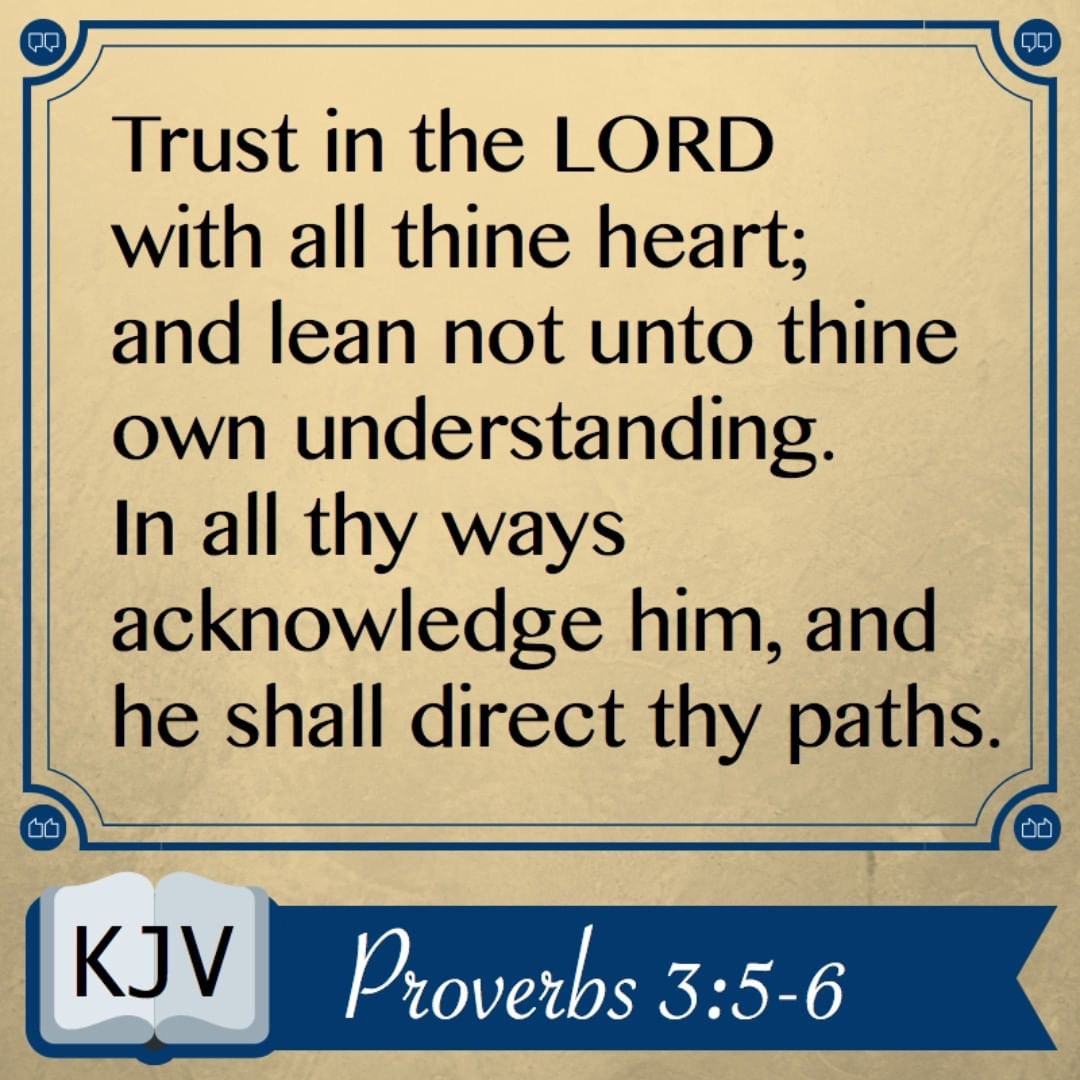 Trust in the LORD
with all thine heart;
and lean not unto thine
own understanding.
In all thy ways
acknowledge him, and
he shall direct thy paths.
KJV
Proverbs 3:5-6